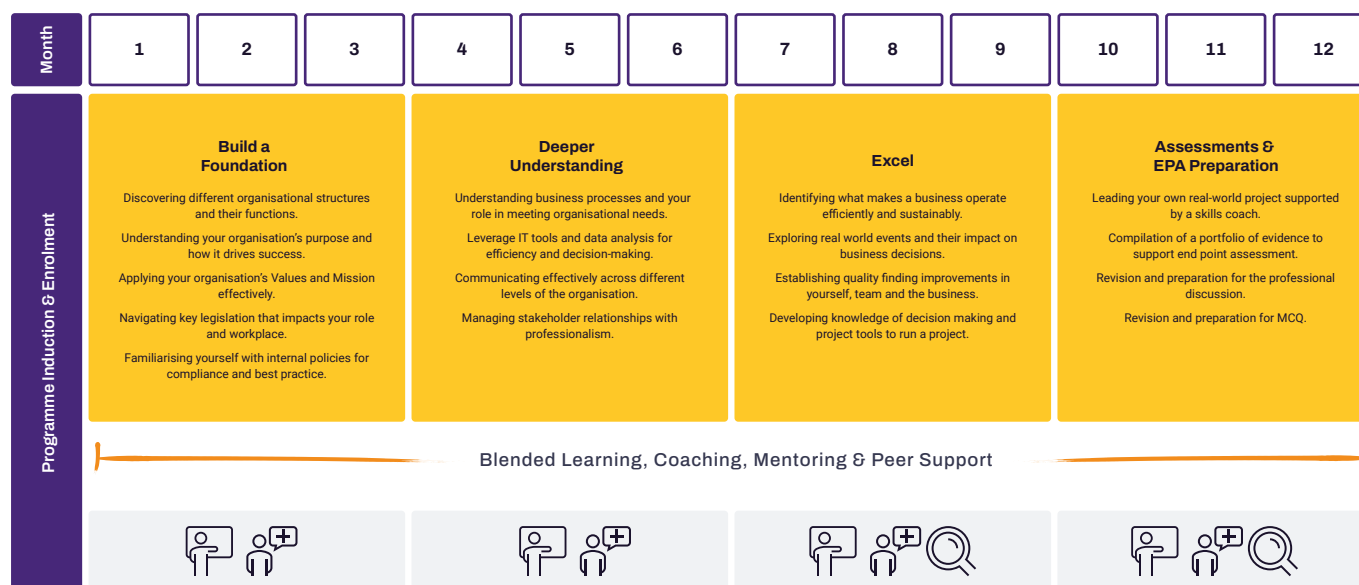 Month
1
2
3
4
5
6
7
8
9
10
11
12
Programme Induction & Enrolment
Build a
Foundation
Discovering different organisational structures
and their functions.
Understanding your organisation's purpose and
how it drives success.
Applying your organisation's Values and Mission
effectively.
Navigating key legislation that impacts your role
and workplace.
Familiarising yourself with internal policies for
compliance and best practice.
Deeper
Understanding
Understanding business processes and your
role in meeting organisational needs.
Leverage IT tools and data analysis for
efficiency and decision-making.
Communicating effectively across different
levels of the organisation.
Managing stakeholder relationships with
professionalism.
Excel
Identifying what makes a business operate
efficiently and sustainably.
Exploring real world events and their impact on
business decisions.
Establishing quality finding improvements in
yourself, team and the business.
Developing knowledge of decision making and
project tools to run a project.
Assessments &
EPA Preparation
Leading your own real-world project supported
by a skills coach.
Compilation of a portfolio of evidence to
support end point assessment.
Revision and preparation for the professional
discussion.
Revision and preparation for MCQ.
Blended Learning, Coaching, Mentoring & Peer Support